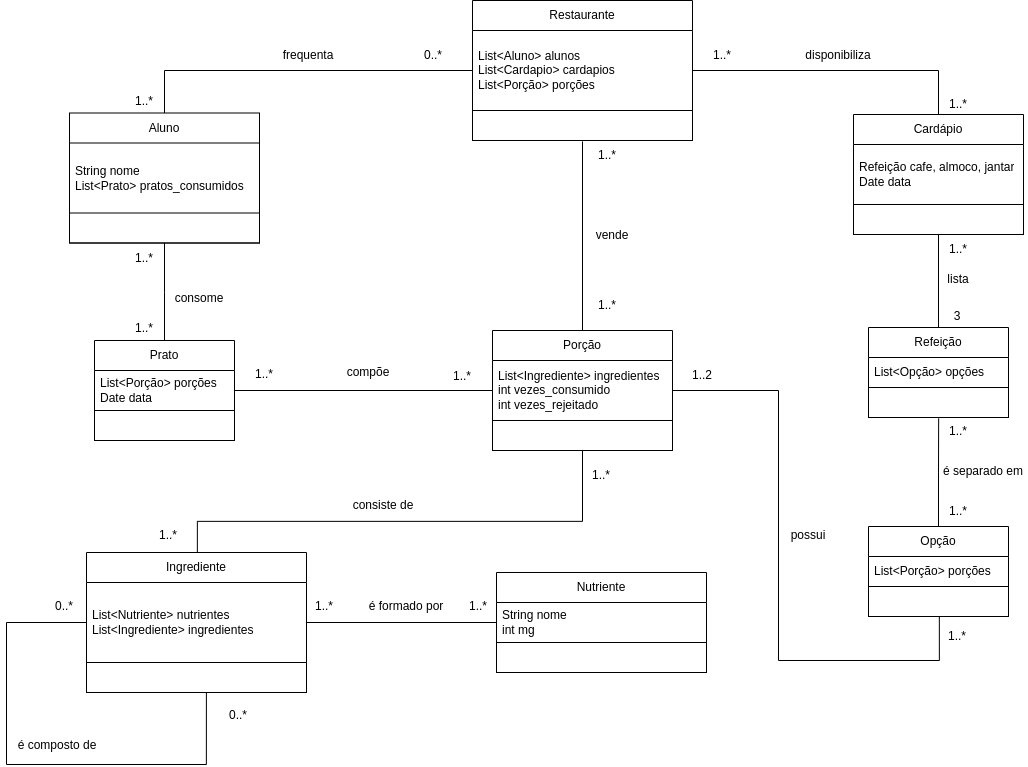 Restaurante
frequenta
0..*
1..*
disponibiliza
List<Aluno> alunos
List<Cardapio> cardapios
List<Porção> porções
1..*
1..*
Aluno
Cardápio
String nome
List<Prato> pratos_consumidos
1..*
Refeição cafe, almoco, jantar
Date data
vende
1..*
1..*
consome
lista
1..*
1..*
3
Prato
Porção
Refeição
List<Porção> porções
Date data
1..*
compõe
1..*
List<Ingrediente> ingredientes
int vezes_consumido
int vezes_rejeitado
1..2
List<Opção> opções
1..*
1..*
é separado em
consiste de
1..*
1..*
possui
Opção
Ingrediente
Nutriente
List<Porção> porções
0..*
List<Nutriente> nutrientes
List<Ingrediente> ingredientes
1..*
é formado por
1..*
String nome
int mg
1..*
0..*
é composto de